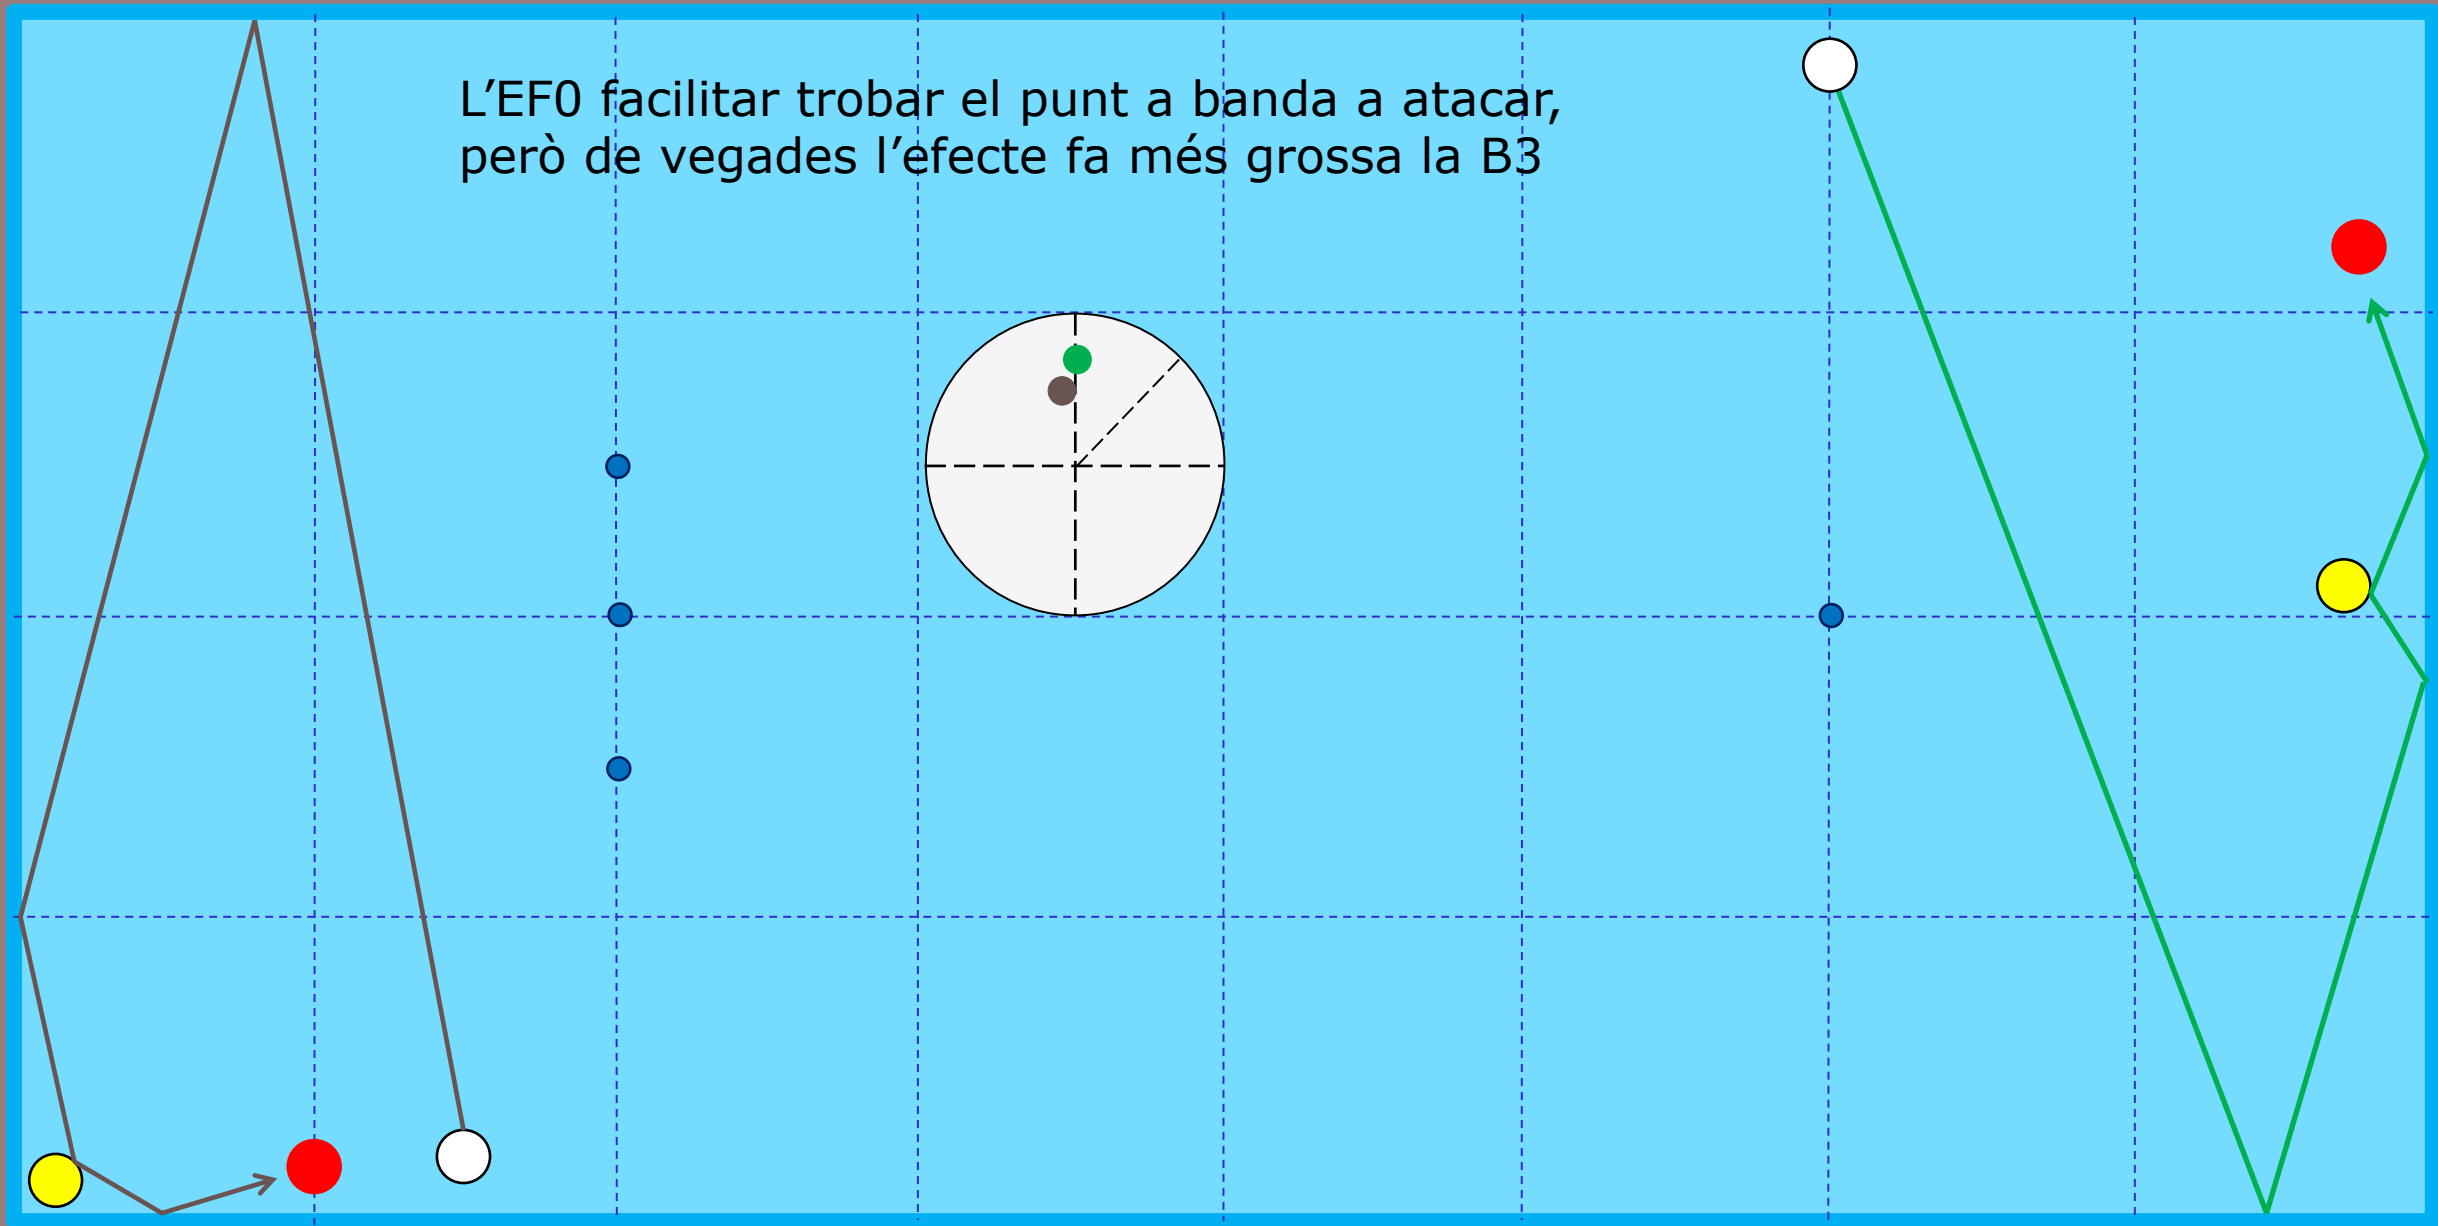 L’EF0 facilitar trobar el punt a banda a atacar,
però de vegades l’efecte fa més grossa la B3